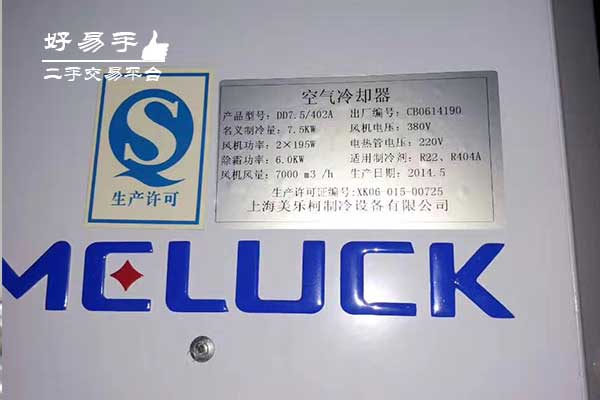 好易手
二手交易平台
生产许可
空气冷却器
产品型号: DD7.5/402A 出厂编号: CB0614190
名义制冷量: 7.5KW 风机电压: 380V
风机功率: 2×195W 电热管电压: 220V
除霜功率: 6.0KW 适用制冷剂: R22、R404A
风机风量: 7000 m3 /h 生产日期: 2014.5
生产许可证编号:XK06-015-00725
上海美乐柯制冷设备有限公司
MELUCK